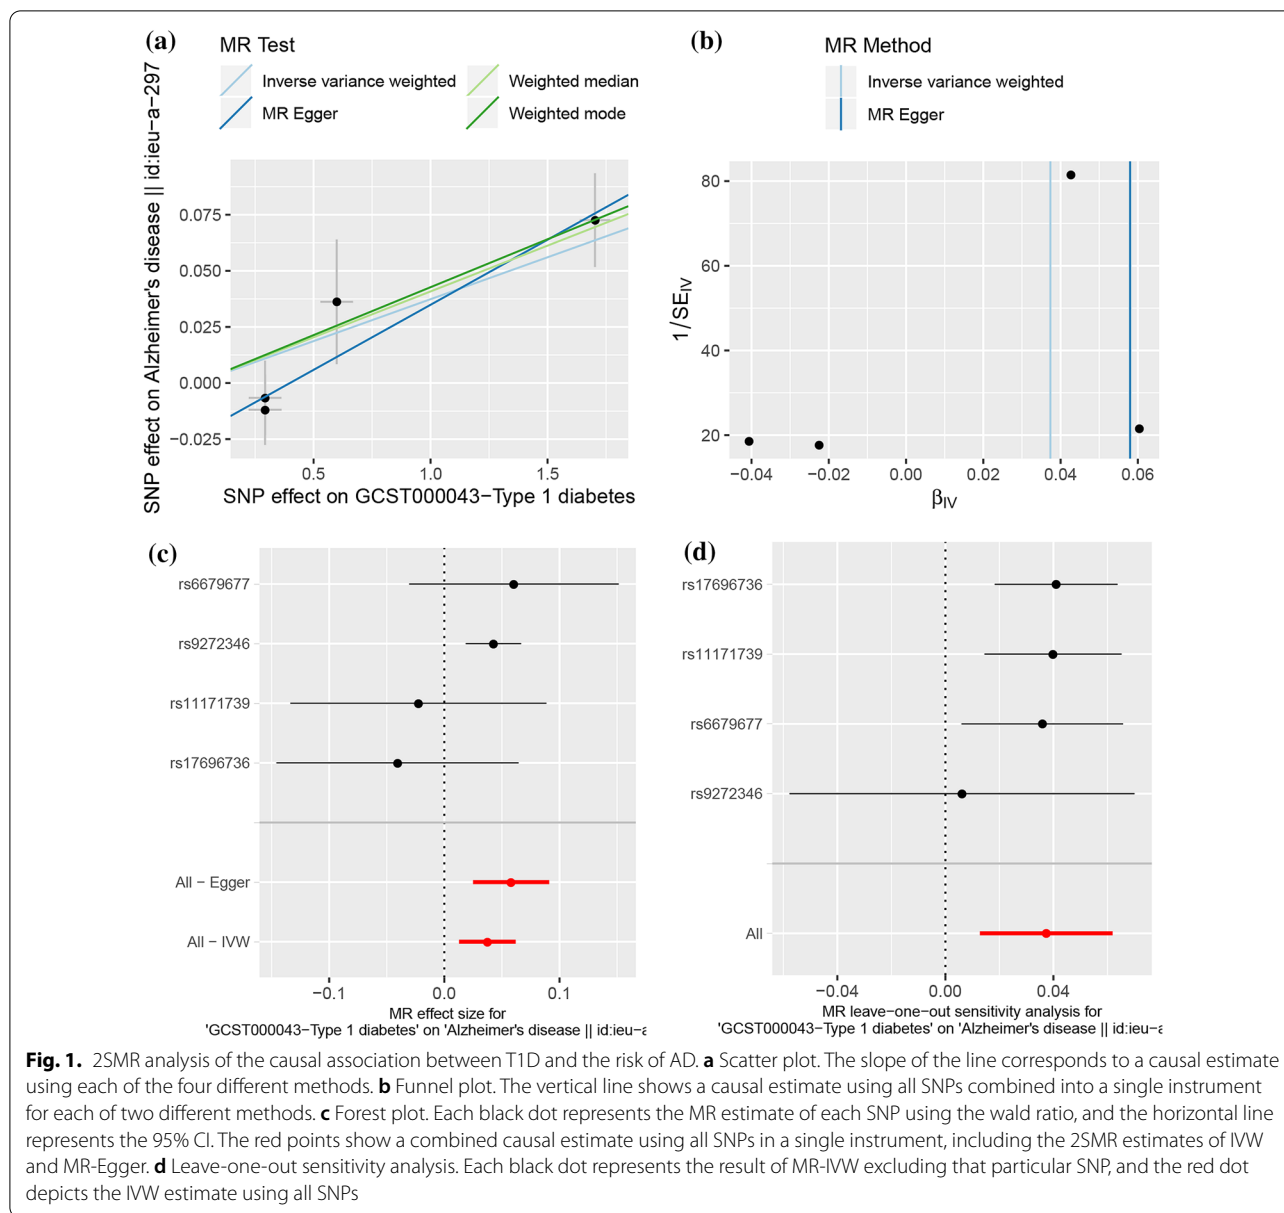 (a)
MR Test
Inverse variance weighted
Weighted median
MR Egger
Weighted mode
SNP effect on Alzheimer's disease || id:ieu−a−297
0.075
0.050
0.025
0.000
−0.025
0.5
1.0
1.5
SNP effect on GCST000043−Type 1 diabetes
(b)
MR Method
Inverse variance weighted
MR Egger
1/SE_IV
80
60
40
20
−0.04
−0.02
0.00
0.02
0.04
0.06
β_IV
(c)
rs6679677
rs9272346
rs11171739
rs17696736
All − Egger
All − IVW
−0.1
0.0
0.1
MR effect size for
'GCST000043−Type 1 diabetes' on 'Alzheimer's disease || id:ieu−a
(d)
rs17696736
rs11171739
rs6679677
rs9272346
All
−0.04
0.00
0.04
MR leave−one−out sensitivity analysis for
'GCST000043−Type 1 diabetes' on 'Alzheimer's disease || id:ieu−a
Fig. 1. 2SMR analysis of the causal association between T1D and the risk of AD. a Scatter plot. The slope of the line corresponds to a causal estimate
using each of the four different methods. b Funnel plot. The vertical line shows a causal estimate using all SNPs combined into a single instrument
for each of two different methods. c Forest plot. Each black dot represents the MR estimate of each SNP using the wald ratio, and the horizontal line
represents the 95% CI. The red points show a combined causal estimate using all SNPs in a single instrument, including the 2SMR estimates of IVW
and MR-Egger. d Leave-one-out sensitivity analysis. Each black dot represents the result of MR-IVW excluding that particular SNP, and the red dot
depicts the IVW estimate using all SNPs